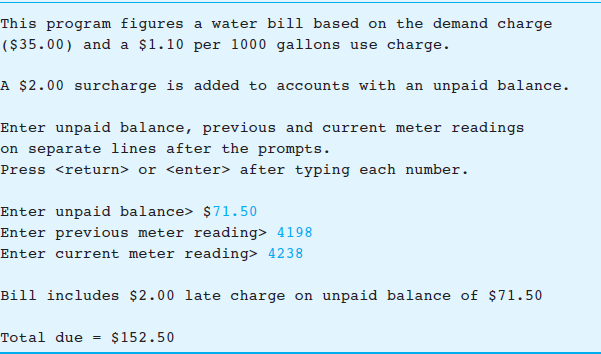 This program figures a water bill based on the demand charge
($35.00) and a $1.10 per 1000 gallons use charge.
A $2.00 surcharge is added to accounts with an unpaid balance.
Enter unpaid balance, previous and current meter readings
on separate lines after the prompts.
Press <return> or <enter> after typing each number.
Enter unpaid balance> $71.50
Enter previous meter reading> 4198
Enter current meter reading> 4238
Bill includes $2.00 late charge on unpaid balance of $71.50
Total due = $152.50